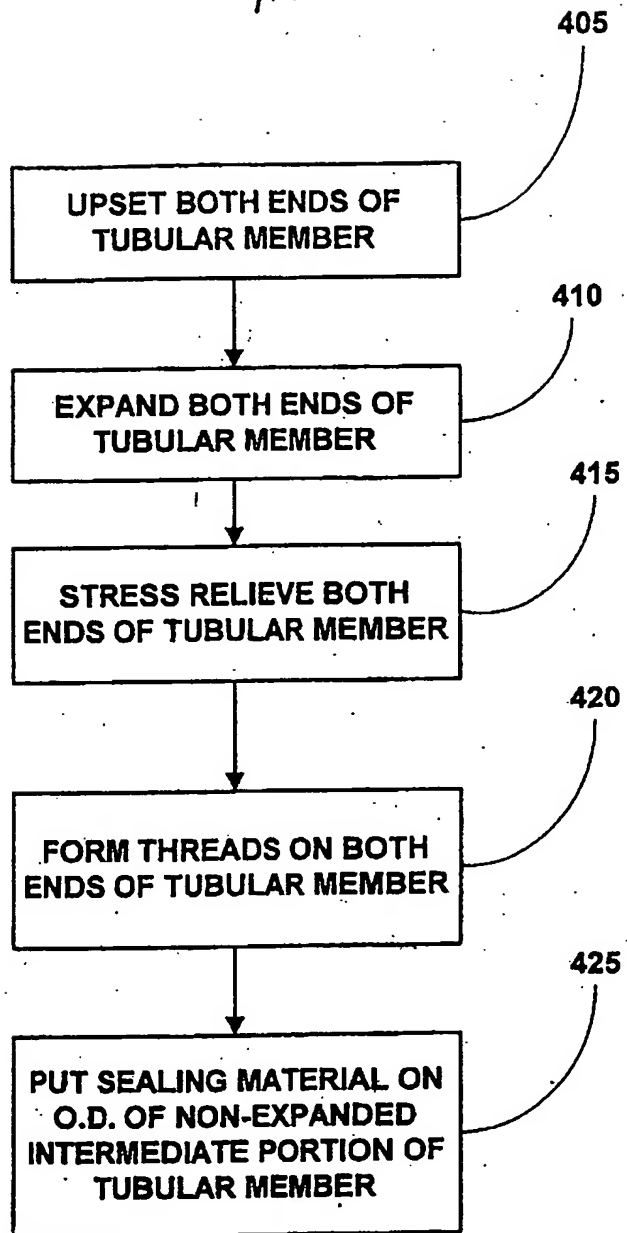 405
UPSET BOTH ENDS OF
TUBULAR MEMBER
410
EXPAND BOTH ENDS OF
TUBULAR MEMBER
415
STRESS RELIEVE BOTH
ENDS OF TUBULAR MEMBER
420
FORM THREADS ON BOTH
ENDS OF TUBULAR MEMBER
425
PUT SEALING MATERIAL ON
O.D. OF NON-EXPANDED
INTERMEDIATE PORTION OF
TUBULAR MEMBER